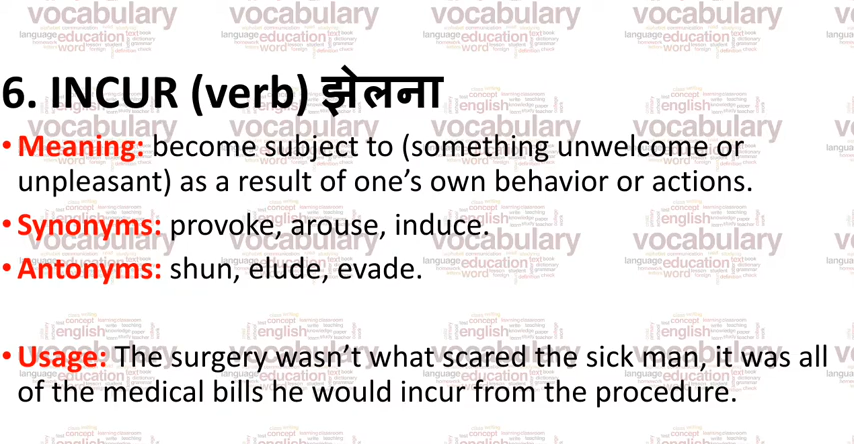 6. INCUR (verb) झेलना
• Meaning: become subject to (something unwelcome or
unpleasant) as a result of one’s own behavior or actions.
• Synonyms: provoke, arouse, induce.
• Antonyms: shun, elude, evade.
• Usage: The surgery wasn’t what scared the sick man, it was all
of the medical bills he would incur from the procedure.